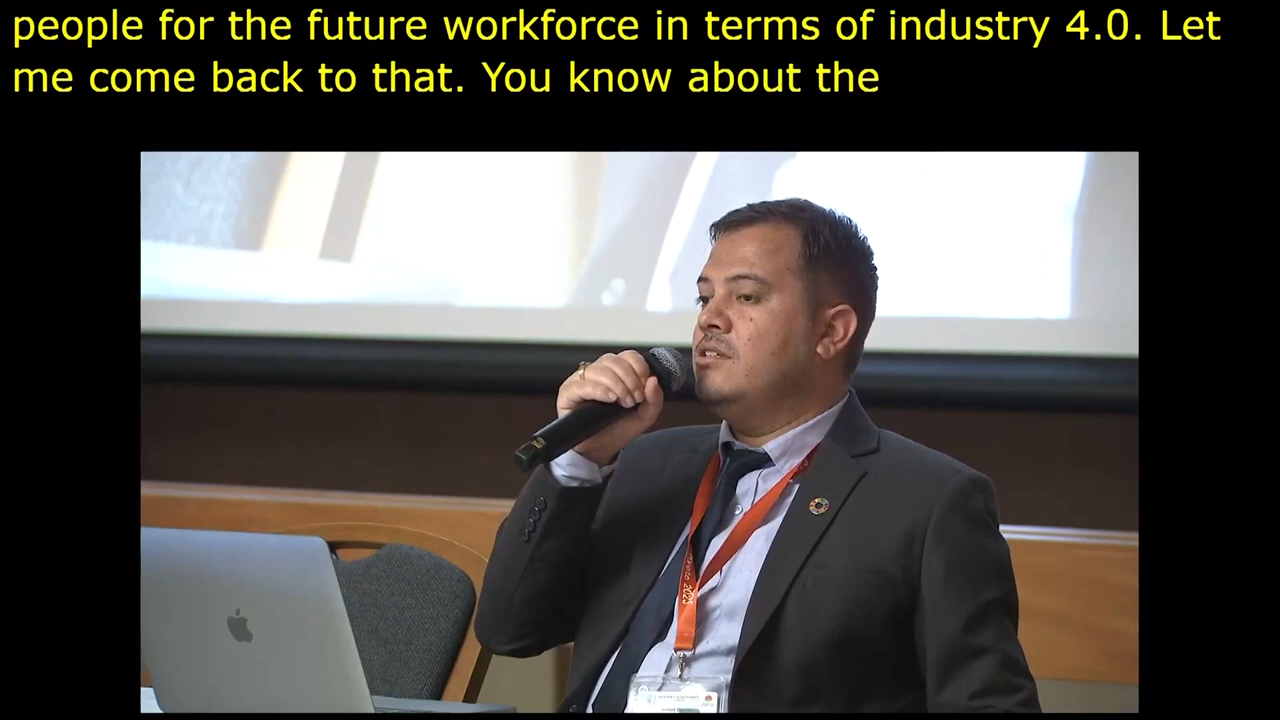 people for the future workforce in terms of industry 4.0. Let
me come back to that. You know about the